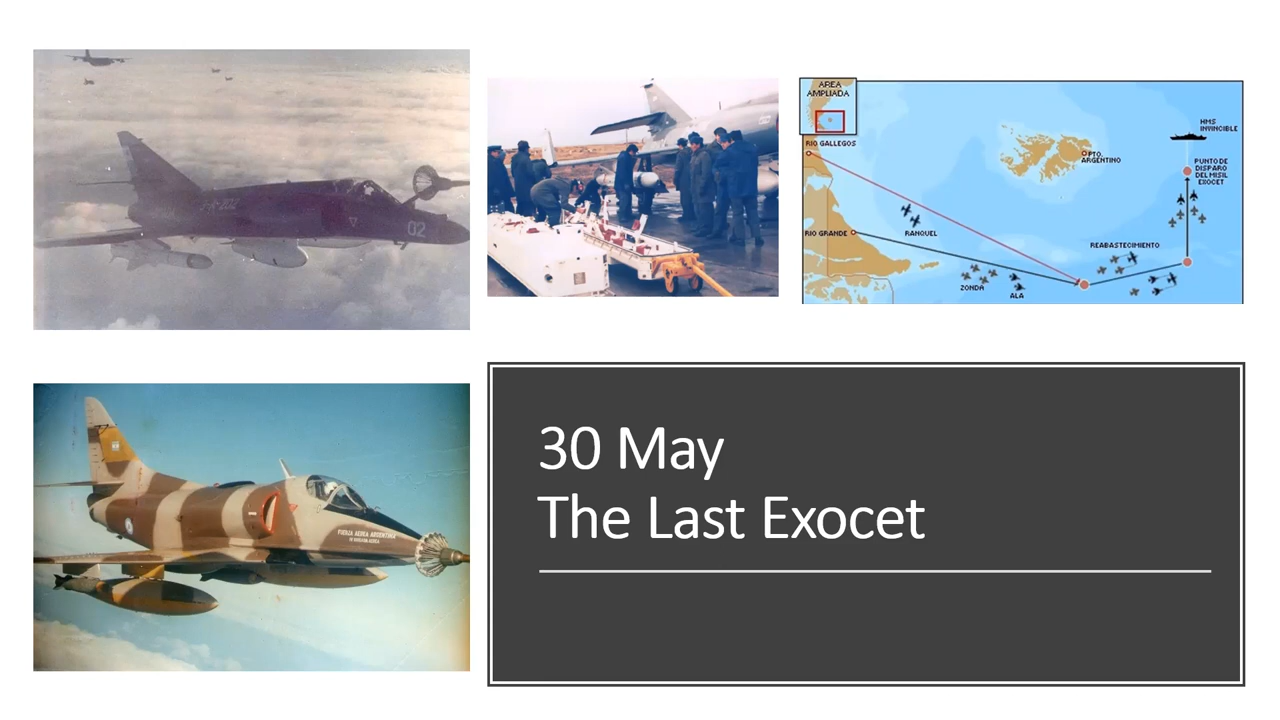 02
AREA
AMPLIADA
RIO GALLEGOS
RIO GRANDE
RANQUEL
ZONDA
ALA
REABASTECIMIENTO
PTO.
ARGENTINO
HMS
INVINCIBLE
PUNTO DE
DISPARO
DEL MISIL
EXOCET
FUERZA AEREA ARGENTINA
30 May
The Last Exocet